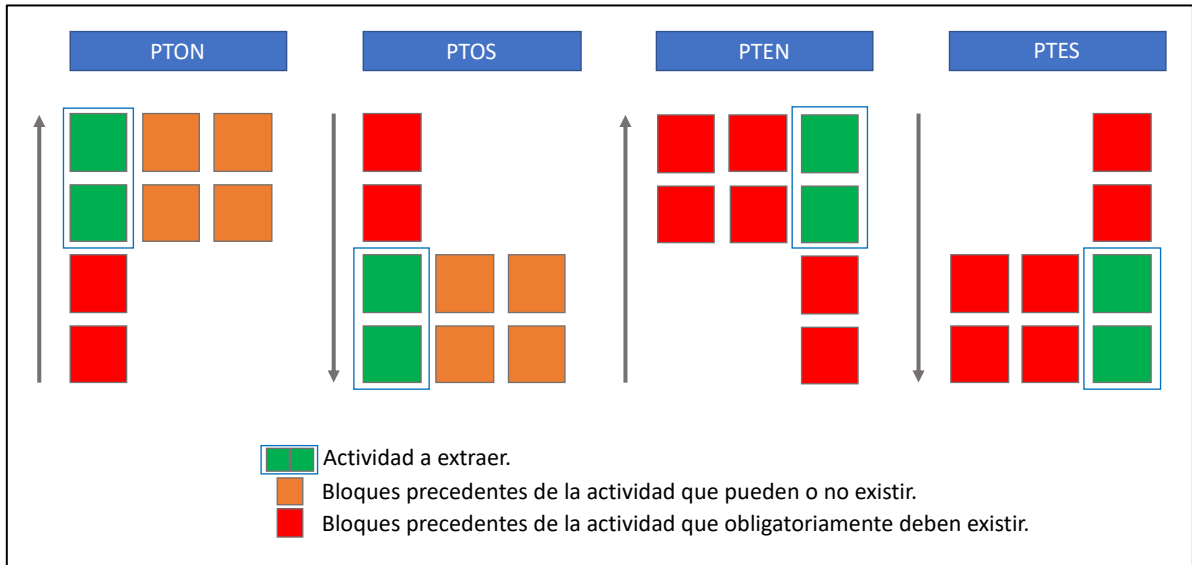 PTON
PTOS
PTEN
PTES
Actividad a extraer.
Bloques precedentes de la actividad que pueden o no existir.
Bloques precedentes de la actividad que obligatoriamente deben existir.